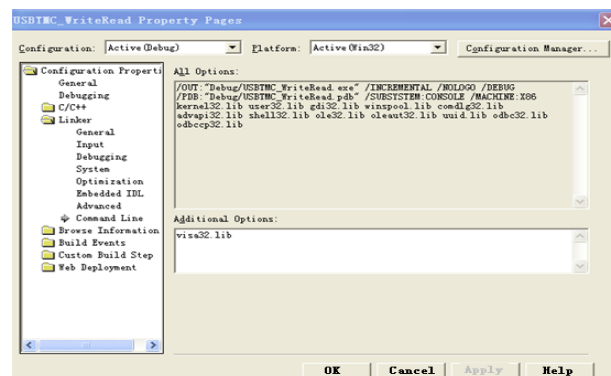 USBTMC_WriteRead Property Pages
Configuration: Active(Debug) Platform: Active(Win32) Configuration Manager...
Configuration Properti
General
Debugging
C/C++
Linker
General
Input
Debugging
System
Optimization
Embedded IDL
Advanced
Command Line
Browse Information
Build Events
Custom Build Step
Web Deployment
All Options:
/OUT:"Debug/USBTMC_WriteRead.exe" /INCREMENTAL /NOLOGO /DEBUG
/PDB:"Debug/USBTMC_WriteRead.pdb" /SUBSYSTEM:CONSOLE /MACHINE:X86
kernel32.lib user32.lib gdi32.lib winspool.lib comdlg32.lib
advapi32.lib shell32.lib ole32.lib oleaut32.lib uuid.lib odbc32.lib
odbccp32.lib
Additional Options:
visa32.lib
OK Cancel Apply Help